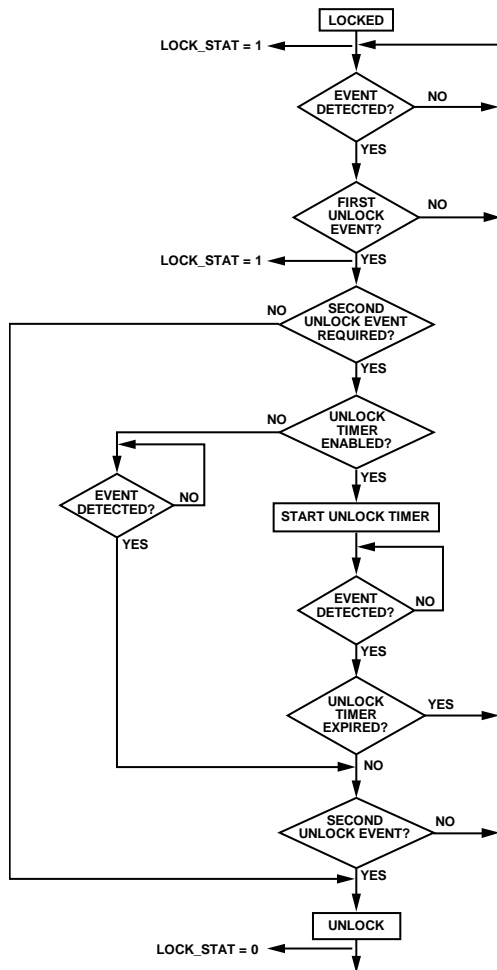 LOCKED
LOCK_STAT = 1
EVENT
DETECTED?
NO
YES
FIRST
UNLOCK
EVENT?
NO
YES
LOCK_STAT = 1
NO
SECOND
UNLOCK EVENT
REQUIRED?
YES
NO
UNLOCK
TIMER
ENABLED?
YES
EVENT
DETECTED?
NO
YES
START UNLOCK TIMER
EVENT
DETECTED?
NO
YES
UNLOCK
TIMER
EXPIRED?
YES
NO
SECOND
UNLOCK EVENT?
NO
YES
UNLOCK
LOCK_STAT = 0